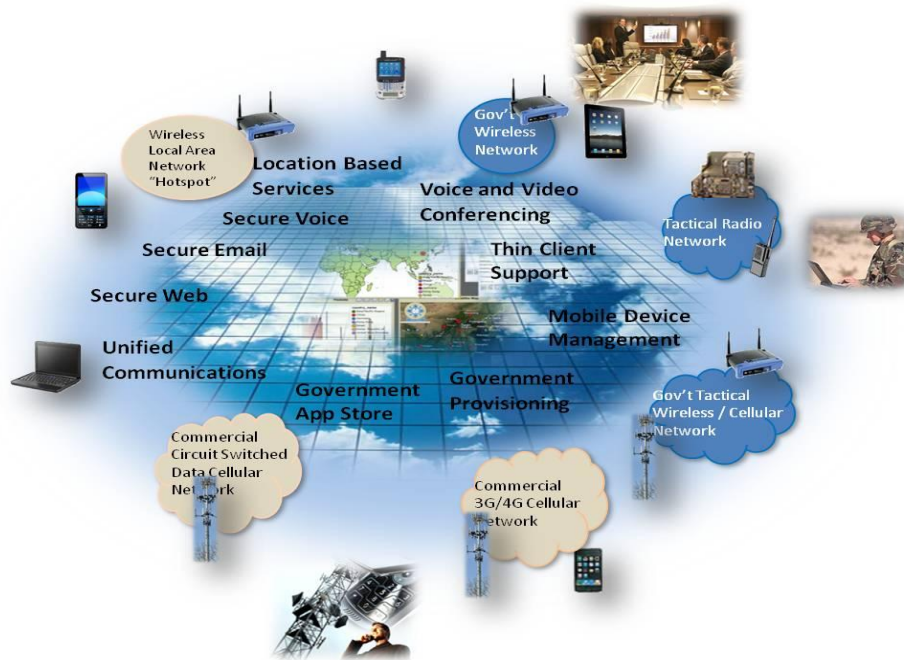 Wireless
Local Area
Network
"Hotspot"
Gov't
Wireless
Network
Location Based
Services
Voice and Video
Conferencing
Secure Voice
Tactical Radio
Network
Secure Email
Thin Client
Support
Secure Web
Mobile Device
Management
Unified
Communications
Government
App Store
Government
Provisioning
Gov't Tactical
Wireless / Cellular
Network
Commercial
Circuit Switched
Data Cellular
Network
Commercial
3G/4G Cellular
Network